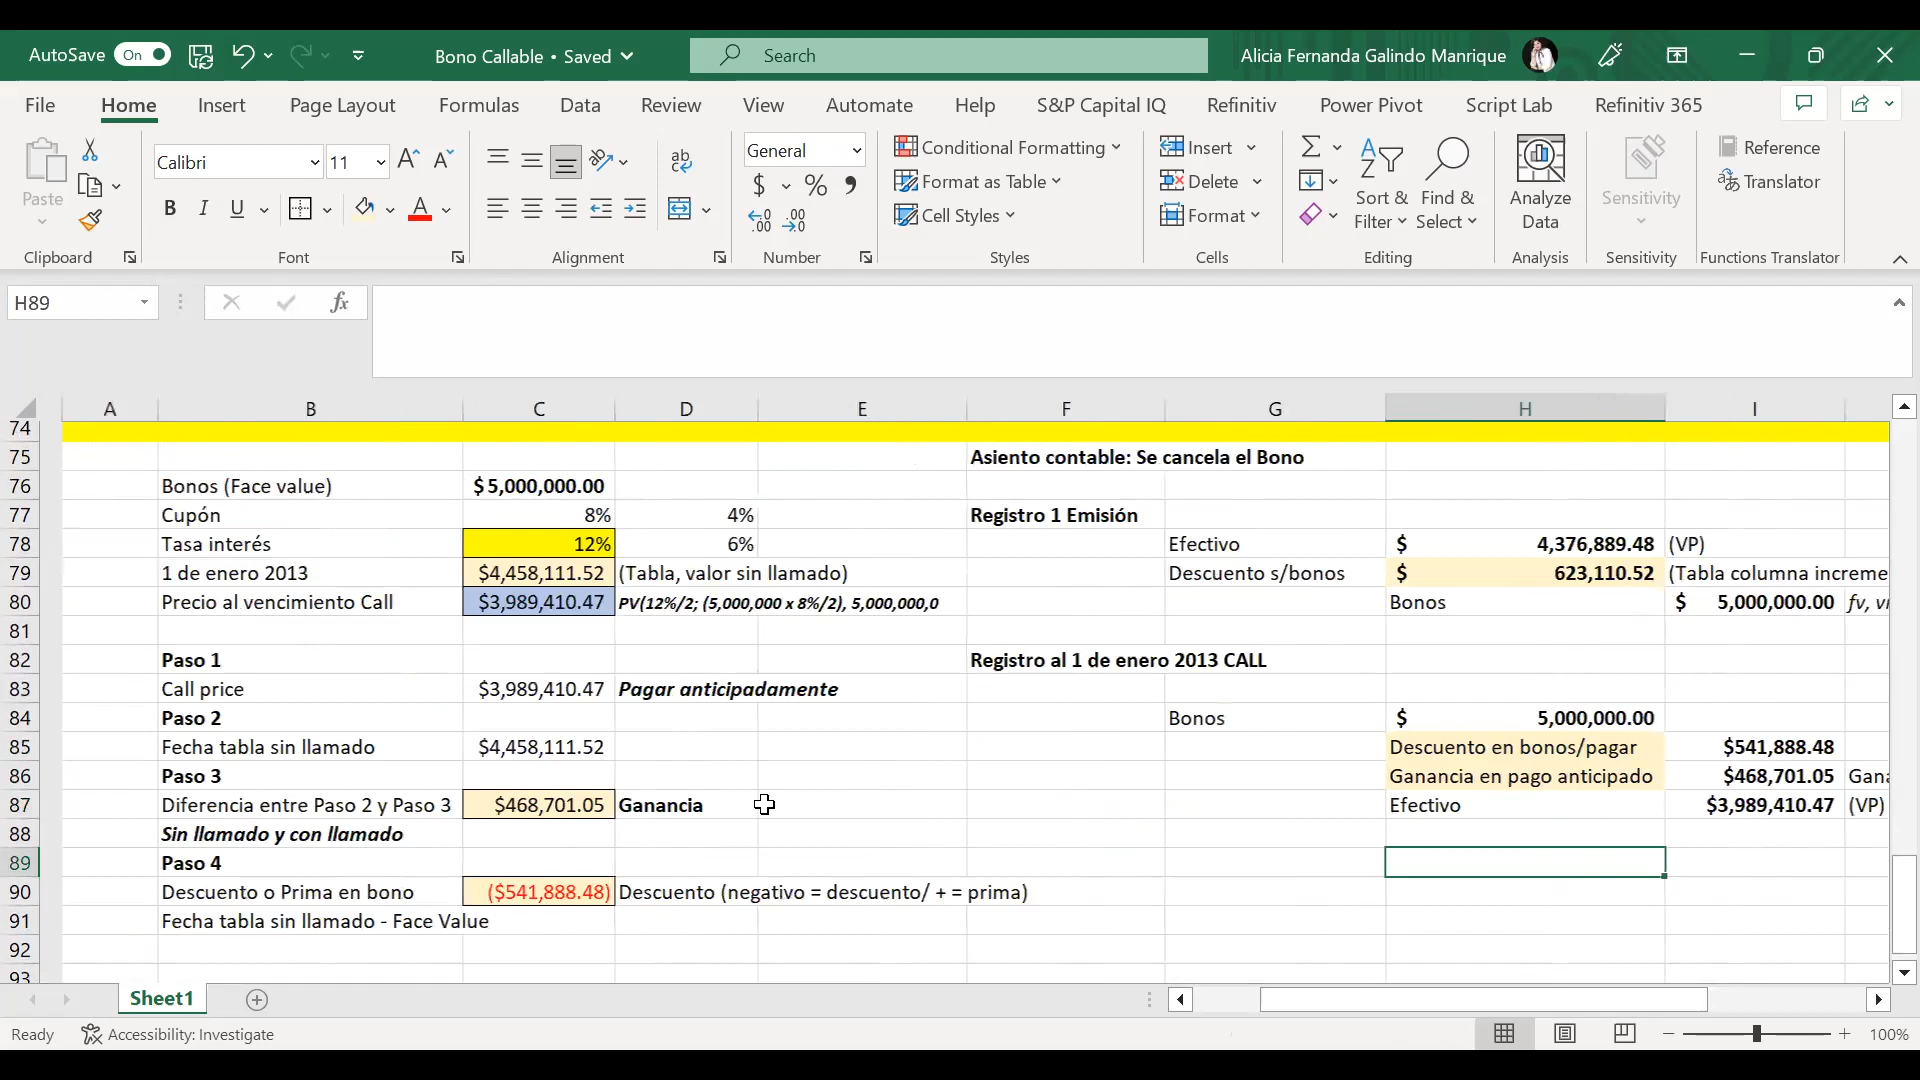 AutoSave On Bono Callable • Saved Search Alicia Fernanda Galindo Manrique
File Home Insert Page Layout Formulas Data Review View Automate Help S&P Capital IQ Refinitiv Power Pivot Script Lab Refinitiv 365
Calibri 11 General Conditional Formatting Insert Reference
Paste B I U A $ % Format as Table Delete Sort & Filter Find & Select Analyze Data Sensitivity Translator
Cell Styles Format
Clipboard Font Alignment Number Styles Cells Editing Analysis Sensitivity Functions Translator
H89 fx
A B C D E F G H I
74
75 Asiento contable: Se cancela el Bono
76 Bonos (Face value) $5,000,000.00
77 Cupón 8% 4% Registro 1 Emisión
78 Tasa interés 12% 6% Efectivo $ 4,376,889.48 (VP)
79 1 de enero 2013 $4,458,111.52 (Tabla, valor sin llamado) Descuento s/bonos $ 623,110.52 (Tabla columna increme
80 Precio al vencimiento Call $3,989,410.47 PV(12%/2; (5,000,000 x 8%/2), 5,000,000,0 Bonos $ 5,000,000.00 fv, v
81
82 Paso 1 Registro al 1 de enero 2013 CALL
83 Call price $3,989,410.47 Pagar anticipadamente
84 Paso 2 Bonos $ 5,000,000.00
85 Fecha tabla sin llamado $4,458,111.52 Descuento en bonos/pagar $541,888.48
86 Paso 3 Ganancia en pago anticipado $468,701.05 Gan
87 Diferencia entre Paso 2 y Paso 3 $468,701.05 Ganancia Efectivo $3,989,410.47 (VP)
88 Sin llamado y con llamado
89 Paso 4
90 Descuento o Prima en bono ($541,888.48) Descuento (negativo = descuento/ + = prima)
91 Fecha tabla sin llamado - Face Value
92
93
Sheet1
Ready Accessibility: Investigate 100%